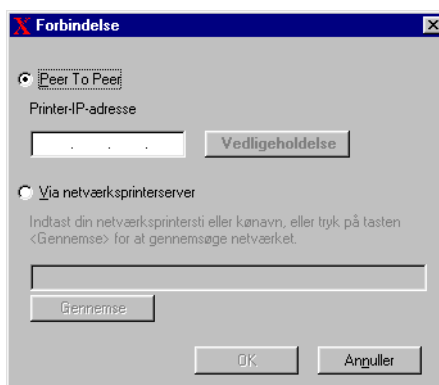 Forbindelse
Peer To Peer
Printer-IP-adresse
. . .
Vedligeholdelse
Via netværksprinterserver
Indtast din netværksprintersti eller kønavn, eller tryk på tasten
<Gennemse> for at gennemsøge netværket.
Gennemse
OK
Annuller